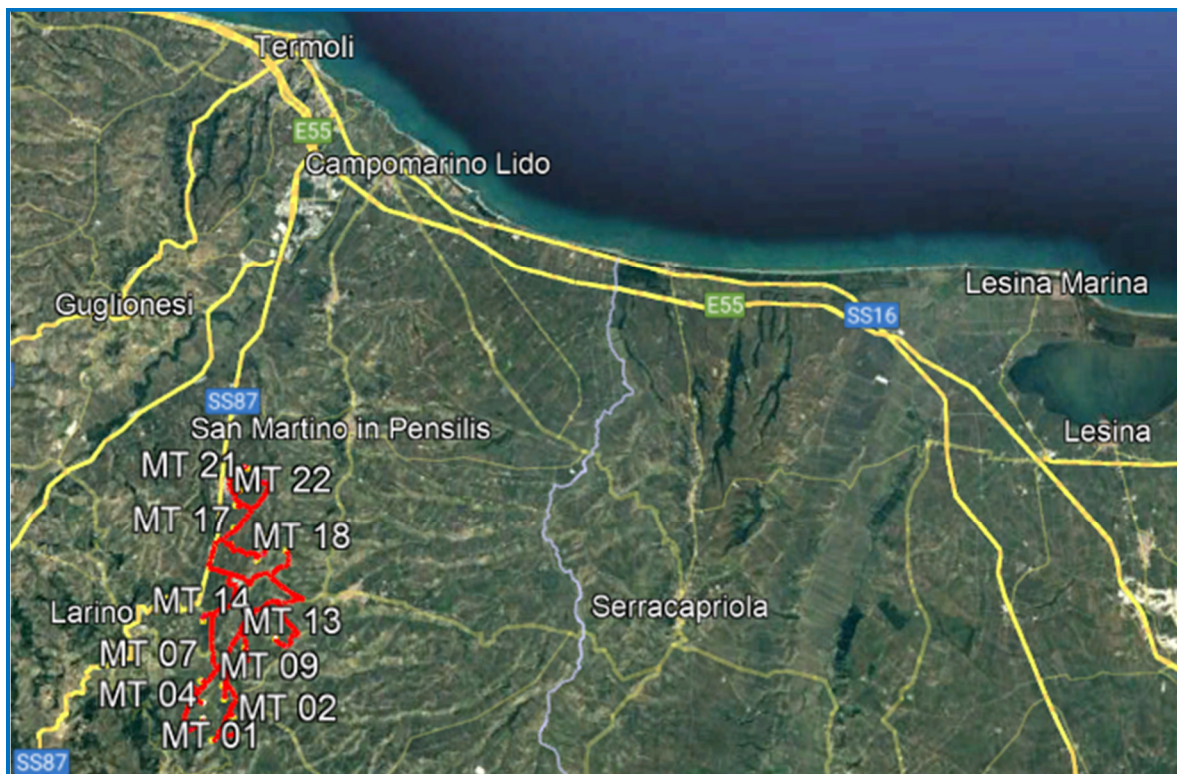 Termoli
E55
Campomarino Lido
Lesina Marina
Guglionesi
E55
SS16
SS87
San Martino in Pensilis
Lesina
MT 21
MT 22
MT 17
MT 18
Larino
MT 14
Serracapriola
MT 13
MT 07
MT 09
MT 04
MT 02
MT 01
SS87